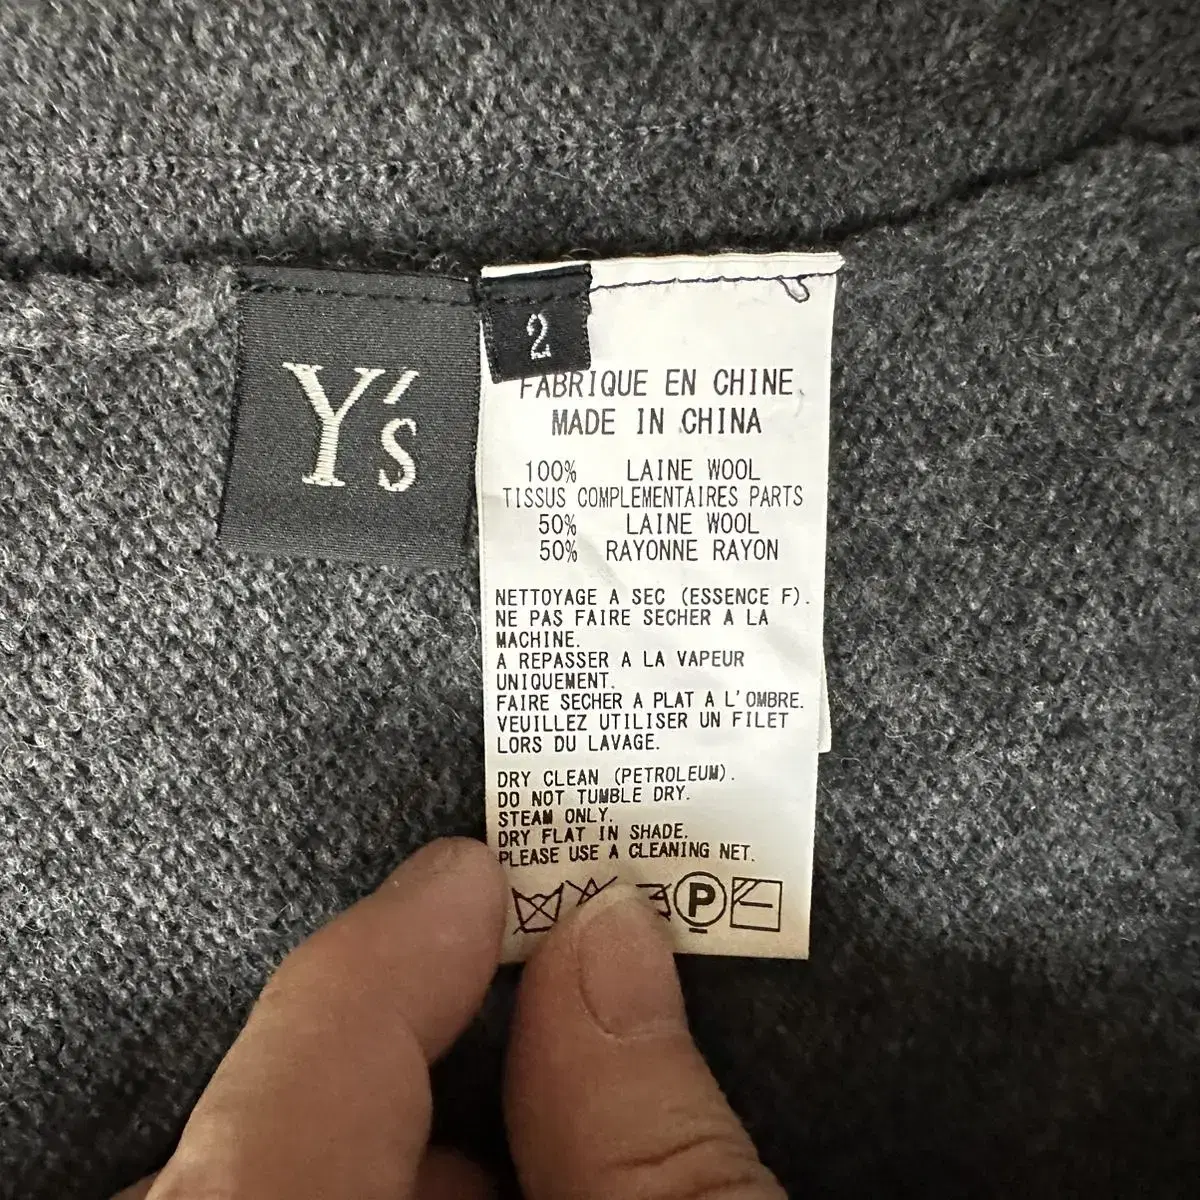 Y's
2
FABRIQUE EN CHINE
MADE IN CHINA
100% LAINE WOOL
TISSUS COMPLEMENTAIRES PARTS
50% LAINE WOOL
50% RAYONNE RAYON
NETTOYAGE A SEC (ESSENCE F).
NE PAS FAIRE SECHER A LA
MACHINE.
A REPASSER A LA VAPEUR
UNIQUEMENT.
FAIRE SECHER A PLAT A L'OMBRE.
VEUILLEZ UTILISER UN FILET
LORS DU LAVAGE.
DRY CLEAN (PETROLEUM).
DO NOT TUMBLE DRY.
STEAM ONLY.
DRY FLAT IN SHADE.
PLEASE USE A CLEANING NET.
P